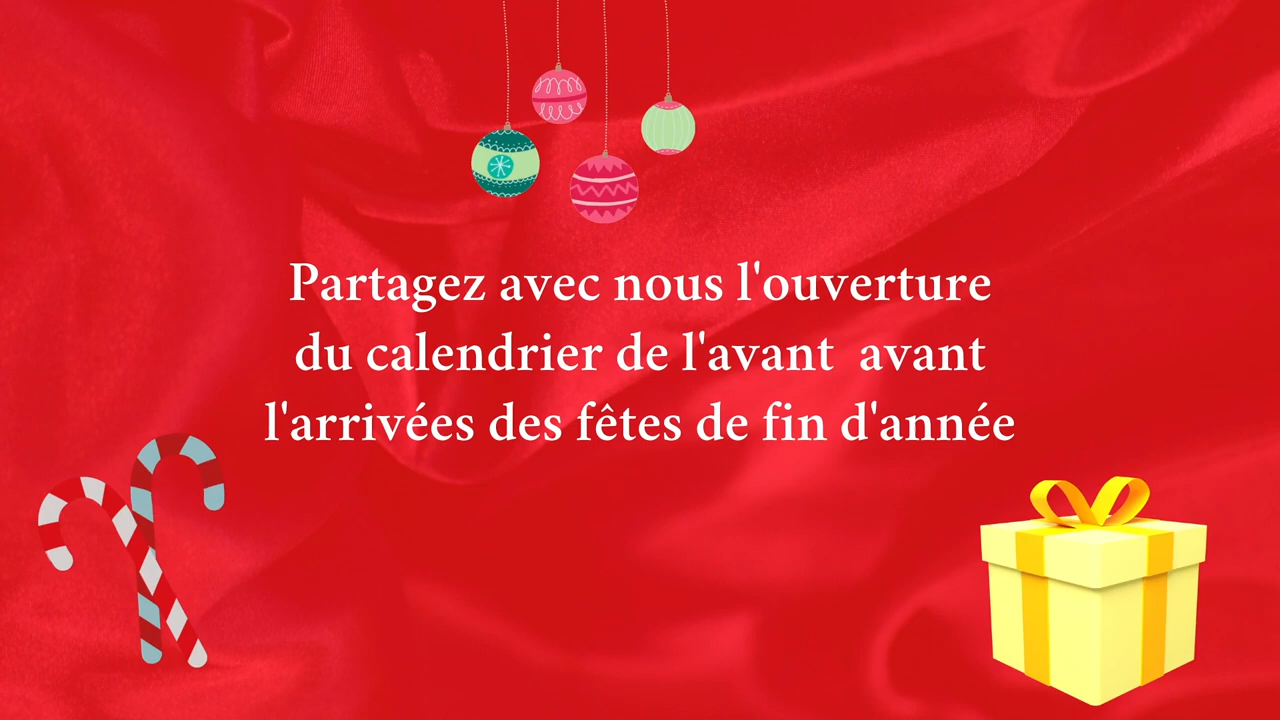 Partagez avec nous l'ouverture
du calendrier de l'avant  avant
l'arrivées des fêtes de fin d'année